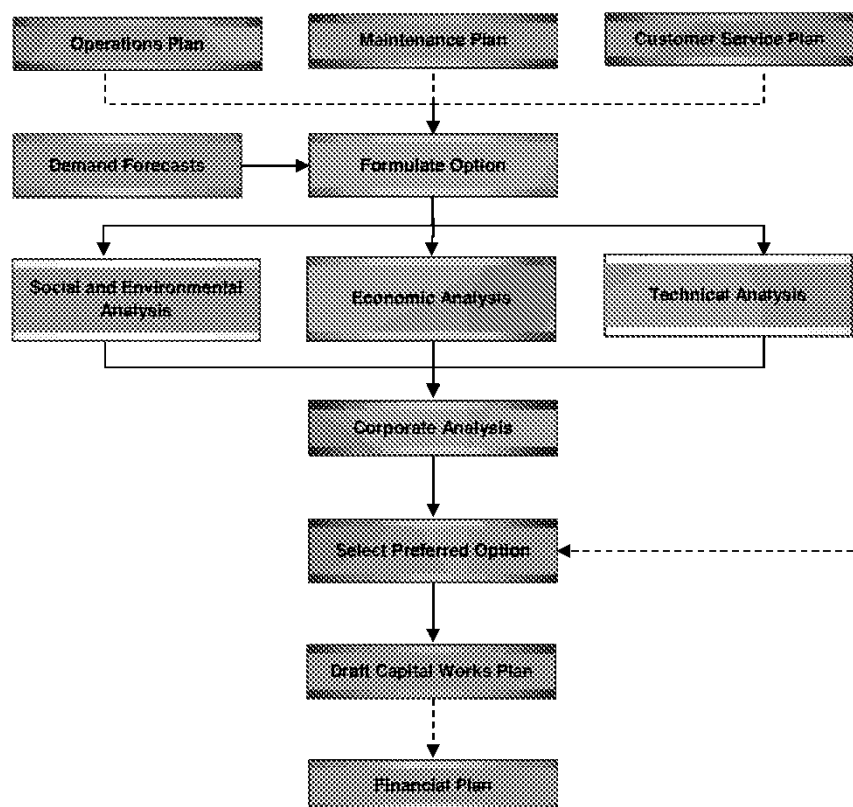 Operations Plan
Maintenance Plan
Customer Service Plan
Demand Forecasts
Formulate Option
Social and Environmental
Analysis
Economic Analysis
Technical Analysis
Corporate Analysis
Select Preferred Option
Draft Capital Works Plan
Financial Plan